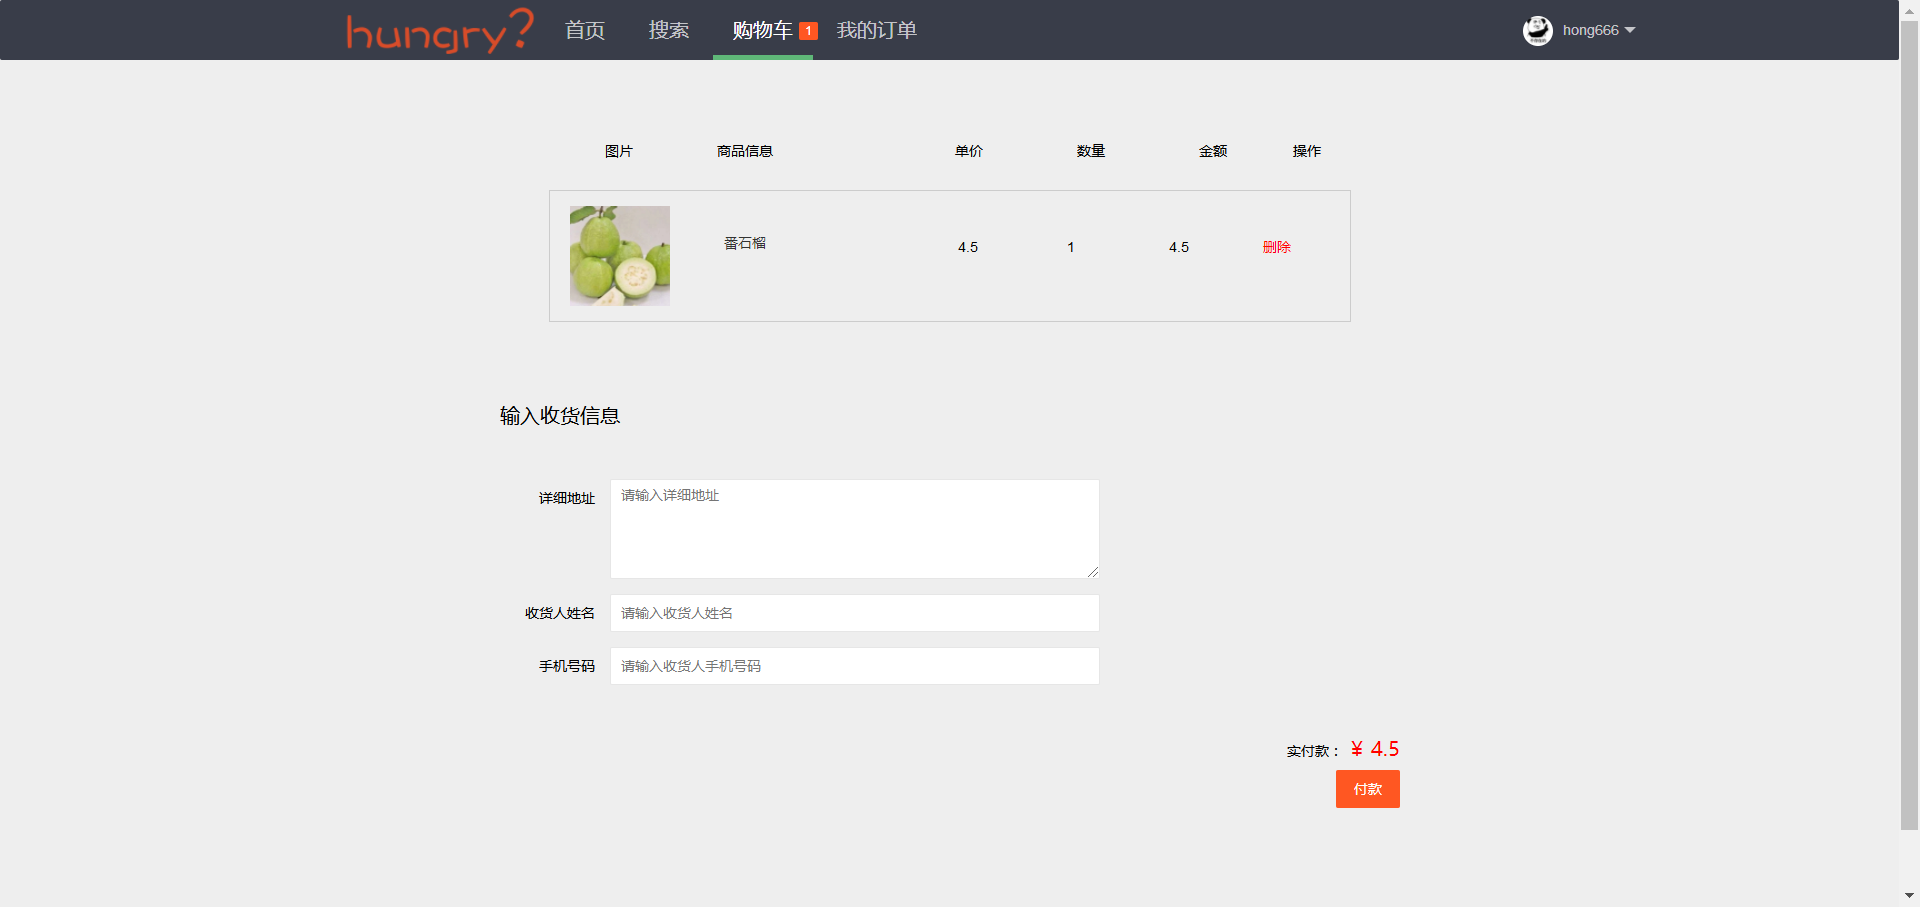 hungry? 首页 搜索 购物车 1 我的订单 hong666
图片 商品信息 单价 数量 金额 操作
番石榴 4.5 1 4.5 删除
输入收货信息
详细地址 请输入详细地址
收货人姓名 请输入收货人姓名
手机号码 请输入收货人手机号码
实付款： ¥ 4.5
付款